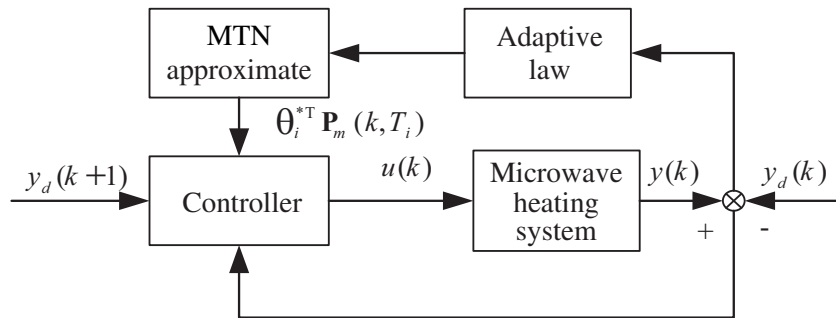 MTN
approximate
Adaptive
law
θ_i^{*T} P_m (k, T_i)
y_d(k+1)
Controller
u(k)
Microwave
heating
system
y(k)
y_d(k)
+
-